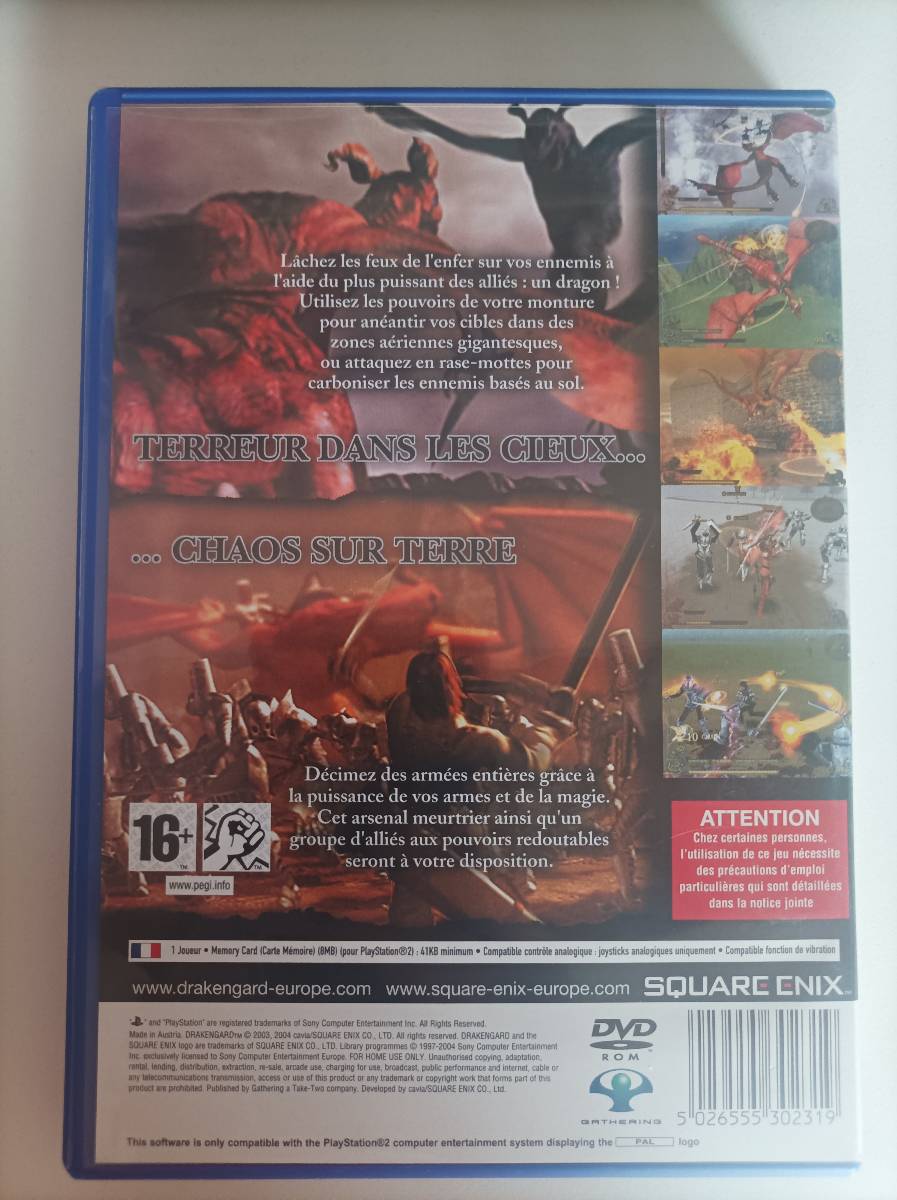 Lâchez les feux de l'enfer sur vos ennemis à
l'aide du plus puissant des alliés : un dragon !
Utilisez les pouvoirs de votre monture
pour anéantir vos cibles dans des
zones aériennes gigantesques,
ou attaquez en rase-mottes pour
carboniser les ennemis basés au sol.
TERREUR DANS LES CIEUX...
... CHAOS SUR TERRE
Décimez des armées entières grâce à
la puissance de vos armes et de la magie.
Cet arsenal meurtrier ainsi qu'un
groupe d'alliés aux pouvoirs redoutables
seront à votre disposition.
16+
™
™
www.pegi.info
ATTENTION
Chez certaines personnes,
l'utilisation de ce jeu nécessite
des précautions d'emploi
particulières qui sont détaillées
dans la notice jointe
1 Joueur • Memory Card (Carte Mémoire) (8MB) (pour PlayStation®2) : 41KB minimum • Compatible contrôle analogique : joysticks analogiques uniquement • Compatible fonction de vibration
www.drakengard-europe.com www.square-enix-europe.com SQUARE ENIX™
" " and "PlayStation" are registered trademarks of Sony Computer Entertainment Inc. All Rights Reserved.
Made in Austria. DRAKENGARD™ © 2003, 2004 cavia/SQUARE ENIX CO., LTD. All rights reserved. DRAKENGARD and the
SQUARE ENIX logo are trademarks of SQUARE ENIX CO., LTD. Library programmes © 1997-2004 Sony Computer Entertainment
Inc. exclusively licensed to Sony Computer Entertainment Europe. FOR HOME USE ONLY. Unauthorised copying, adaptation,
rental, lending, distribution, extraction, re-sale, arcade use, charging for use, broadcast, public performance and internet, cable or
any telecommunications transmission, access or use of this product or any trademark or copyright work that forms part of this
product are prohibited. Published by Gathering a Take-Two company. Developed by cavia/SQUARE ENIX CO., Ltd.
DVD
ROM
GATHERING
5 026555 302319
This software is only compatible with the PlayStation®2 computer entertainment system displaying the PAL logo